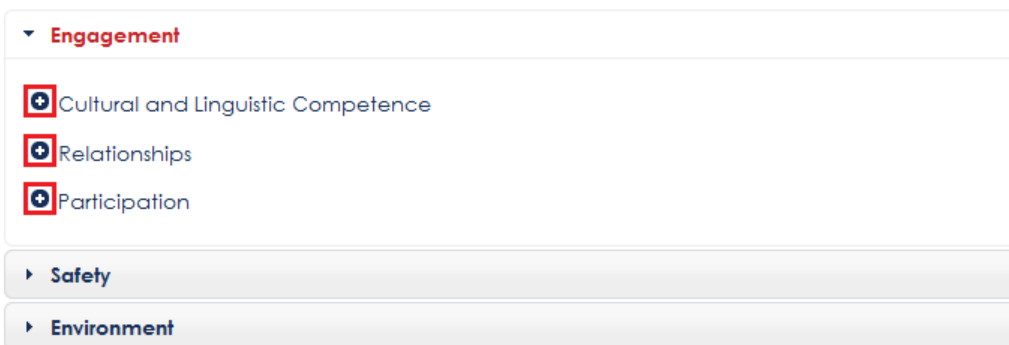 Engagement
Cultural and Linguistic Competence
Relationships
Participation
Safety
Environment